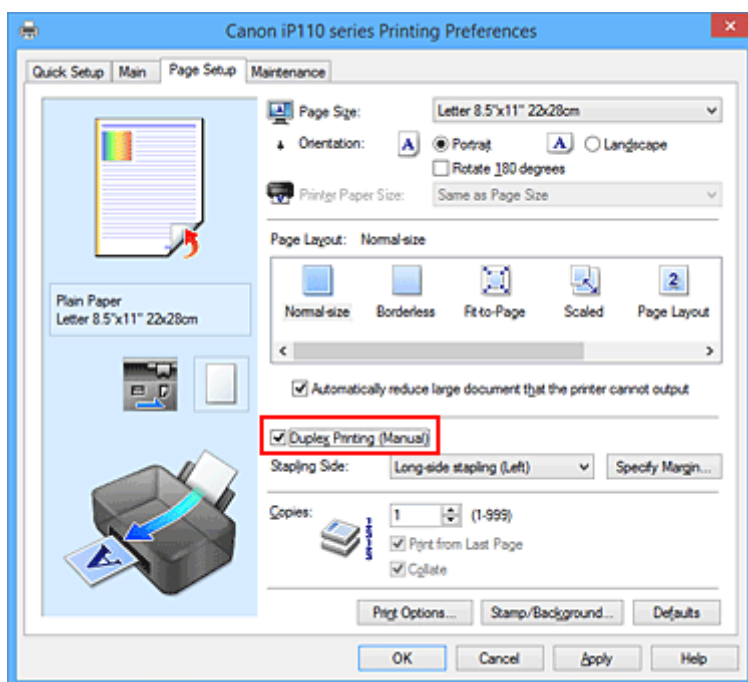 Canon iP110 series Printing Preferences
Quick Setup Main Page Setup Maintenance
Page Size: Letter 8.5"x11" 22x28cm
Orientation: A Portrait A Landscape
Rotate 180 degrees
Printer Paper Size: Same as Page Size
Page Layout: Normal-size
2
Normal-size Borderless Fit-to-Page Scaled Page Layout
Automatically reduce large document that the printer cannot output
Plain Paper
Letter 8.5"x11" 22x28cm
Duplex Printing (Manual)
Stapling Side: Long-side stapling (Left) Specify Margin...
Copies: 1 (1-999)
Print from Last Page
Collate
A
Print Options... Stamp/Background... Defaults
OK Cancel Apply Help